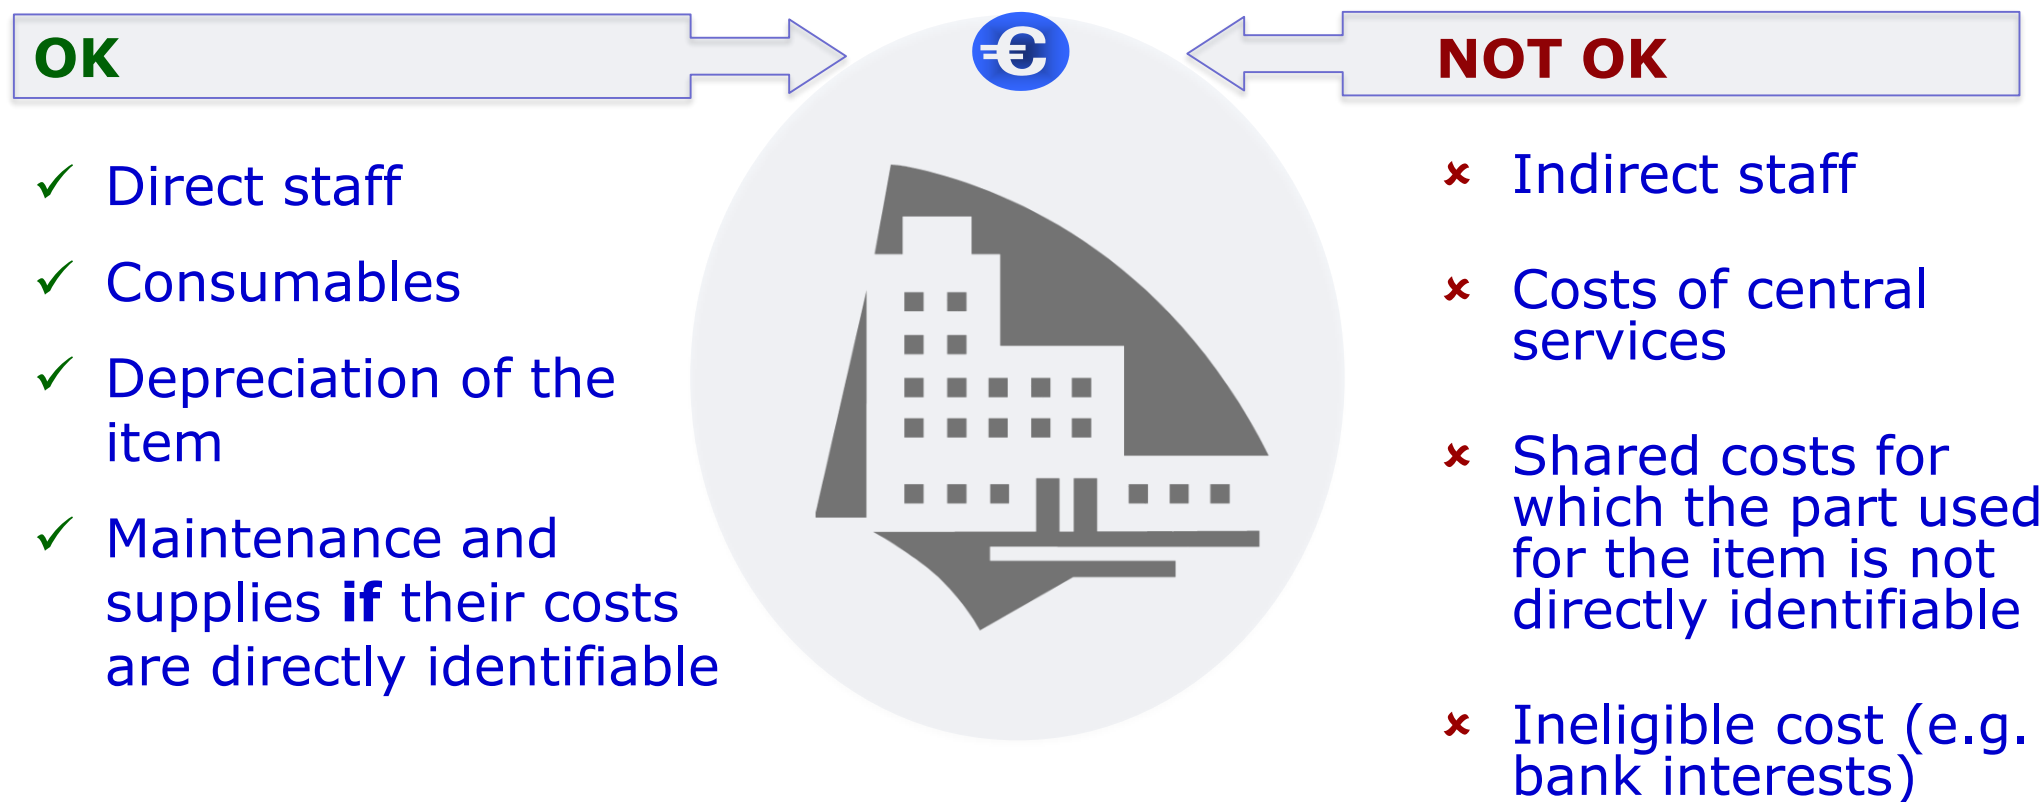 OK
✓ Direct staff
✓ Consumables
✓ Depreciation of the
item
✓ Maintenance and
supplies if their costs
are directly identifiable
€
NOT OK
✗ Indirect staff
✗ Costs of central
services
✗ Shared costs for
which the part used
for the item is not
directly identifiable
✗ Ineligible cost (e.g.
bank interests)